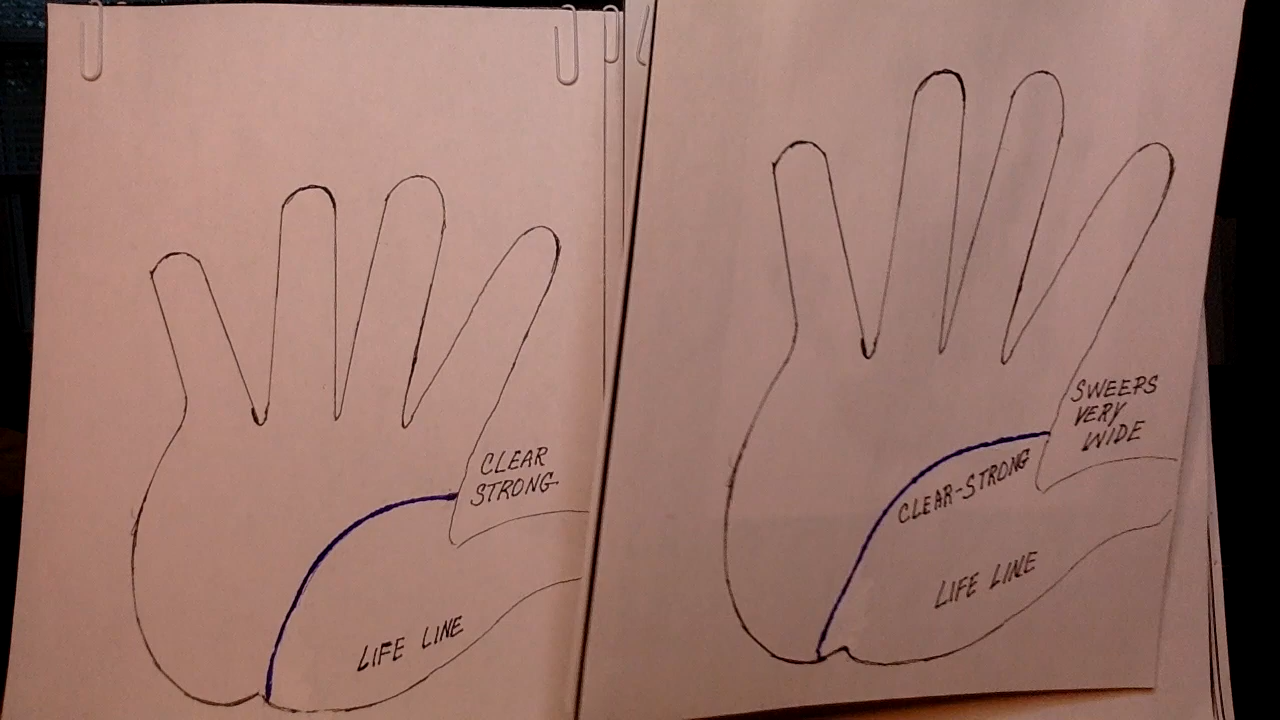 CLEAR
STRONG
LIFE LINE
SWEEPS
VERY
WIDE
CLEAR-STRONG
LIFE LINE